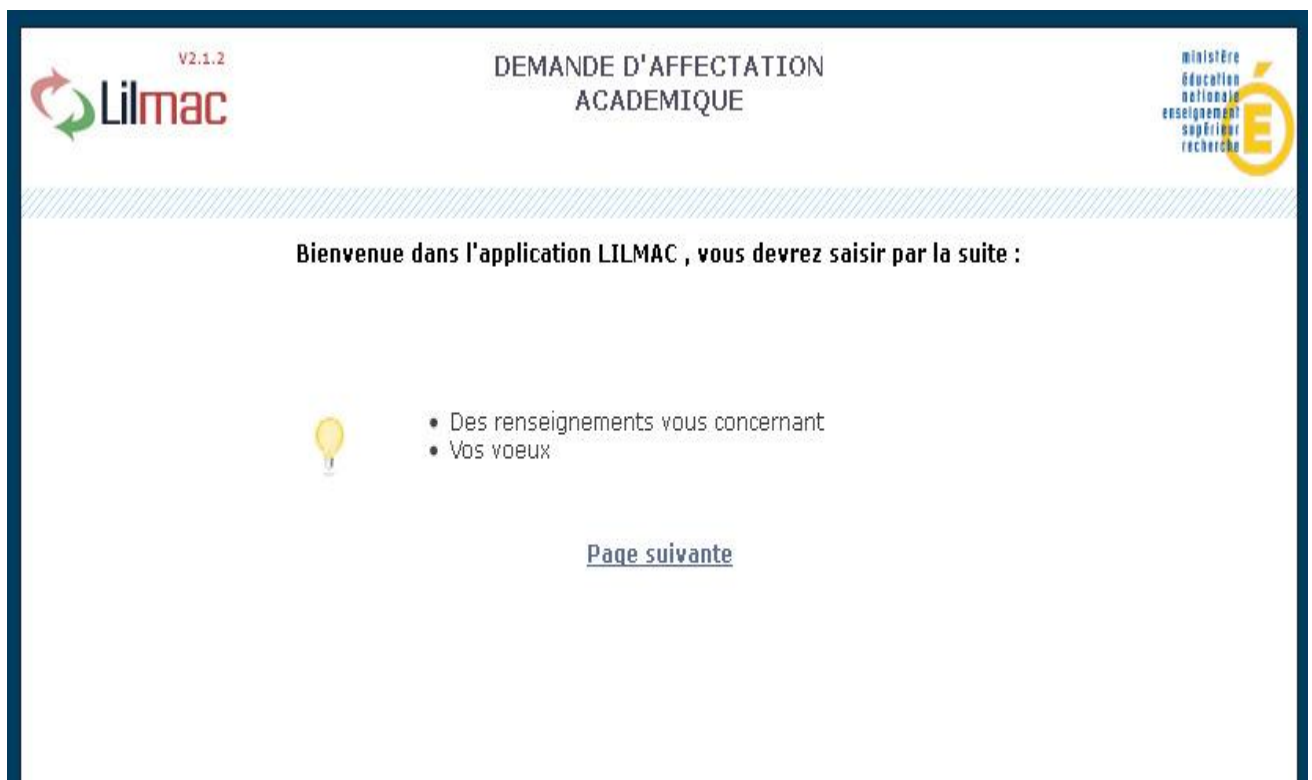 V2.1.2
Lilmac
DEMANDE D'AFFECTATION
ACADEMIQUE
ministère
éducation
nationale
enseignement
supérieur
recherche
É
Bienvenue dans l'application LILMAC , vous devrez saisir par la suite :
• Des renseignements vous concernant
• Vos voeux
Page suivante